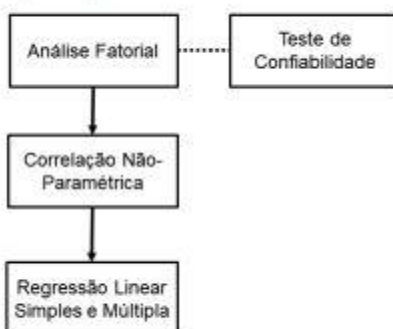 Análise Fatorial
Teste de
Confiabilidade
Correlação Não-
Paramétrica
Regressão Linear
Simples e Múltipla